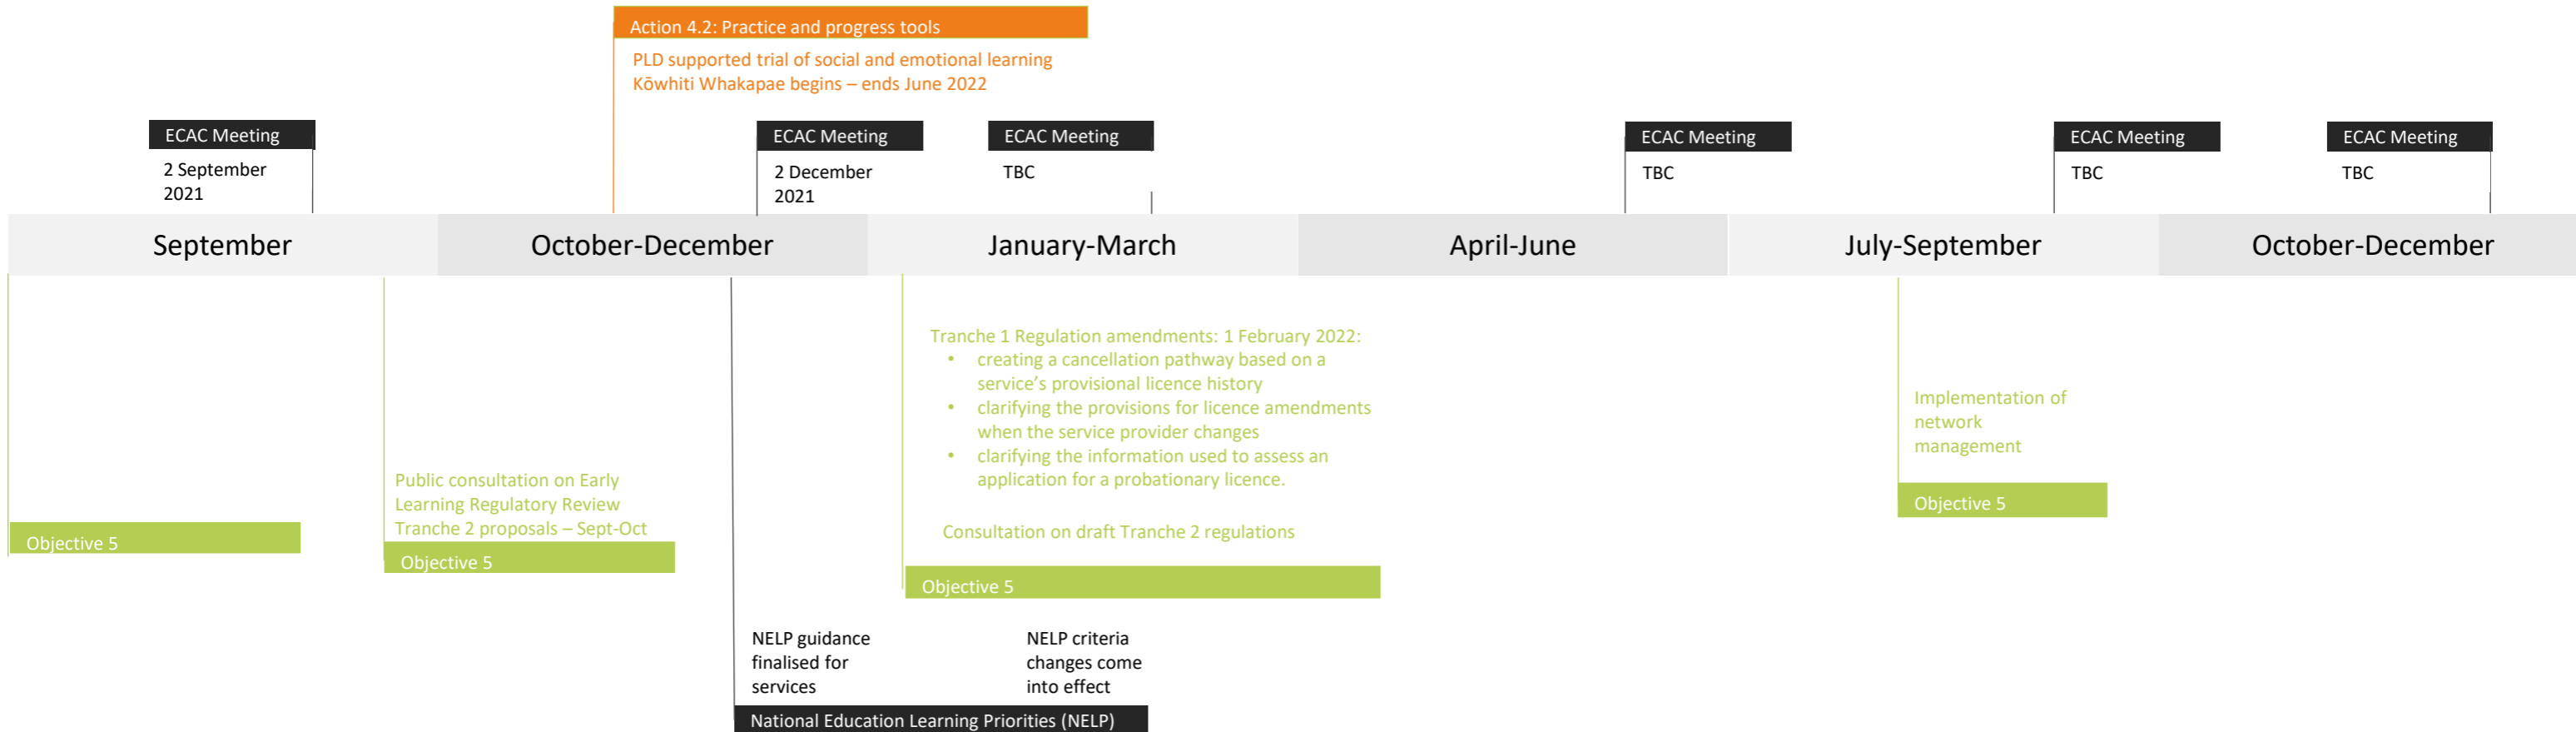 Action 4.2: Practice and progress tools
PLD supported trial of social and emotional learning
Kōwhiti Whakapae begins – ends June 2022
ECAC Meeting
2 September
2021
ECAC Meeting
2 December
2021
ECAC Meeting
TBC
ECAC Meeting
TBC
ECAC Meeting
TBC
ECAC Meeting
TBC
September
October-December
January-March
April-June
July-September
October-December
Objective 5
Public consultation on Early
Learning Regulatory Review
Tranche 2 proposals – Sept-Oct
Objective 5
Tranche 1 Regulation amendments: 1 February 2022:
• creating a cancellation pathway based on a
service’s provisional licence history
• clarifying the provisions for licence amendments
when the service provider changes
• clarifying the information used to assess an
application for a probationary licence.
Consultation on draft Tranche 2 regulations
Objective 5
Implementation of
network
management
Objective 5
NELP guidance
finalised for
services
NELP criteria
changes come
into effect
National Education Learning Priorities (NELP)